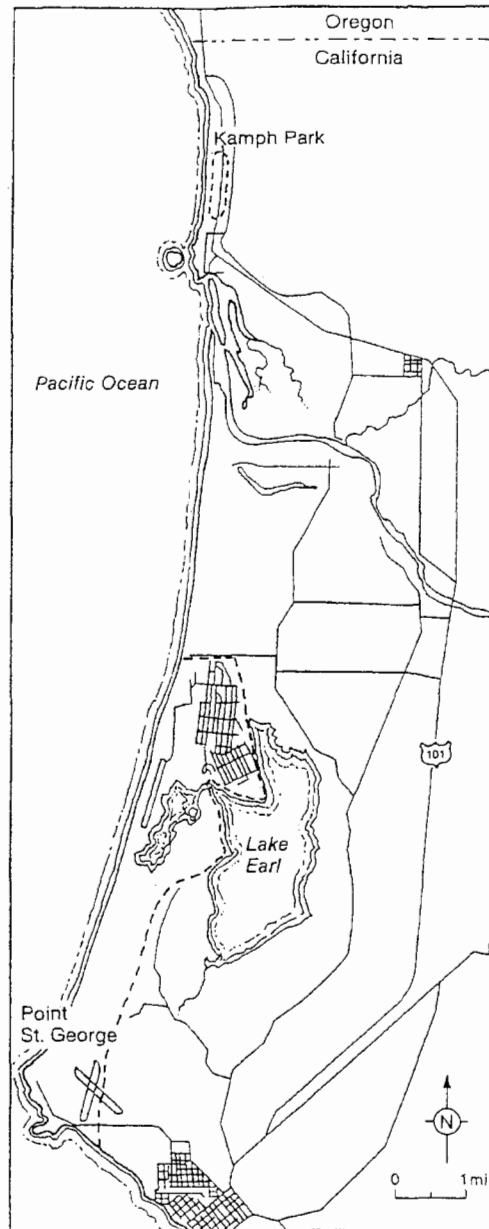 Oregon
California
Kamph Park
Pacific Ocean
101
Lake
Earl
Point
St. George
N
0 1 mi